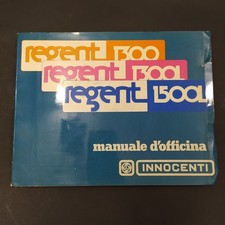 regent 1300
regent 1300L
regent 1500L
manuale d'officina
INNOCENTI